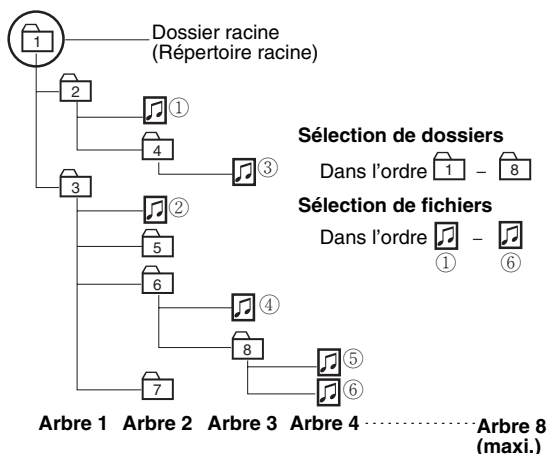 1
Dossier racine
(Répertoire racine)
2
①
4
③
3
②
5
6
④
8
⑤
⑥
7
Sélection de dossiers
Dans l'ordre 1 – 8
Sélection de fichiers
Dans l'ordre –
① ⑥
Arbre 1 Arbre 2 Arbre 3 Arbre 4 Arbre 8
(maxi.)